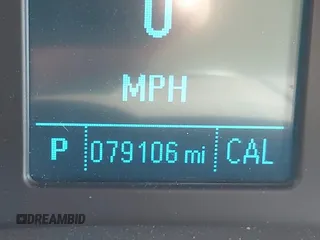 0
MPH
P 079106 mi CAL
DREAMBID